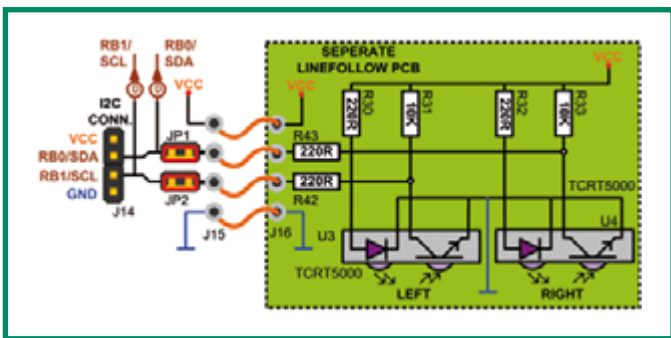 RB1/
SCL
RB0/
SDA
I2C
CONN.
VCC
RB0/SDA
RB1/SCL
GND
J14
JP1
JP2
VCC
J15
J16
SEPERATE
LINEFOLLOW PCB
VCC
VCC
R30
220R
R31
10K
R32
220R
R33
10K
R43
220R
220R
R42
TCRT5000
U3
U4
TCRT5000
LEFT
RIGHT